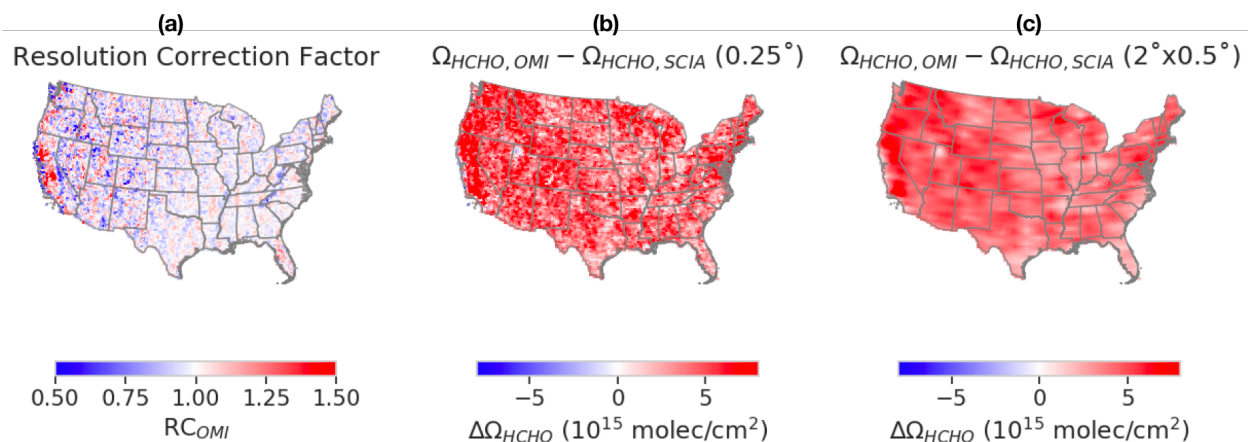 (a) (b) (c)
Resolution Correction Factor
Ω_HCHO,OMI − Ω_HCHO,SCIA (0.25°)
Ω_HCHO,OMI − Ω_HCHO,SCIA (2°x0.5°)
0.50 0.75 1.00 1.25 1.50
RC_OMI
−5 0 5
ΔΩ_HCHO (10^15 molec/cm^2)
−5 0 5
ΔΩ_HCHO (10^15 molec/cm^2)